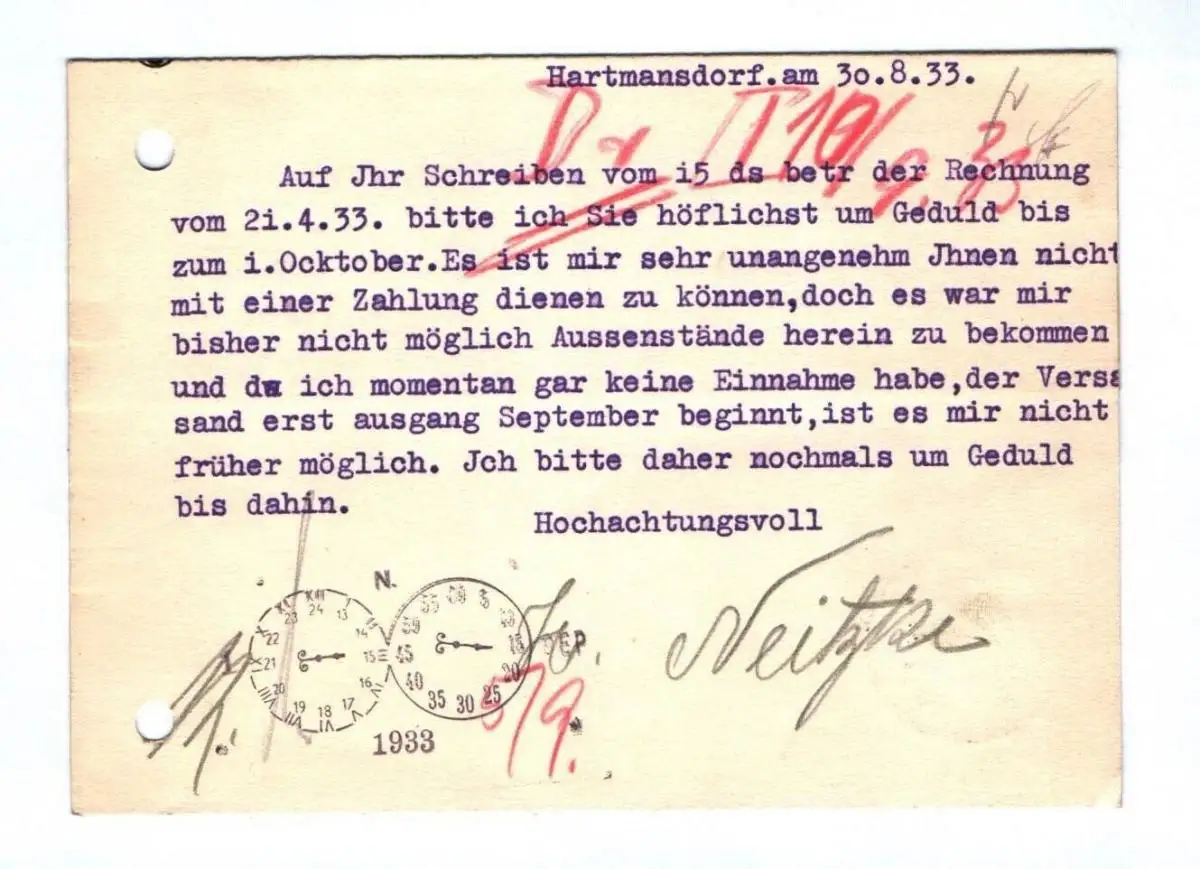 Hartmansdorf.am 3o.8.33.
Auf Jhr Schreiben vom i5 ds betr der Rechnung
vom 2i.4.33. bitte ich Sie höflichst um Geduld bis
zum i.Ocktober.Es ist mir sehr unangenehm Jhnen nicht
mit einer Zahlung dienen zu können,doch es war mir
bisher nicht möglich Aussenstände herein zu bekommen
und da ich momentan gar keine Einnahme habe,der Versa
sand erst ausgang September beginnt,ist es mir nicht
früher möglich. Jch bitte daher nochmals um Geduld
bis dahin.
Hochachtungsvoll
Neitzke
N.
SEP
5/9.
1933